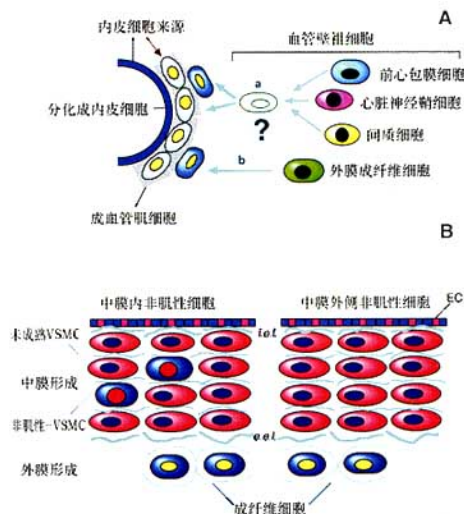 A
内皮细胞来源
血管壁祖细胞
a
前心包膜细胞
分化成内皮细胞
心脏神经鞘细胞
?
间质细胞
b
外膜成纤维细胞
成血管肌细胞
B
EC
中膜内非肌性细胞
中膜外侧非肌性细胞
未成熟VSMC
i.e.l
中膜形成
非肌性-VSMC
e.e.l
外膜形成
成纤维细胞